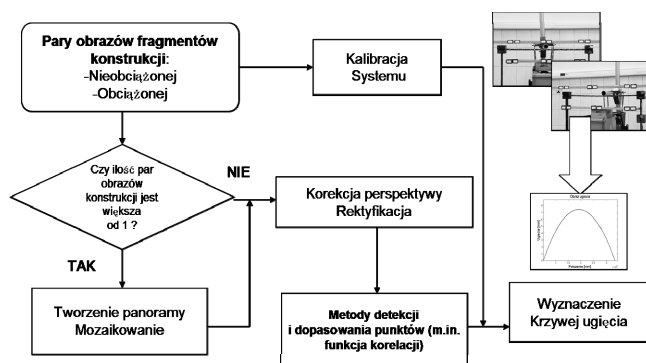 Pary obrazów fragmentów
konstrukcji:
-Nieobciążonej
-Obciążonej
Kalibracja
Systemu
Czy ilość par
obrazów
konstrukcji jest
większa
od 1 ?
NIE
TAK
Korekcja perspektywy
Rektyfikacja
Tworzenie panoramy
Mozaikowanie
Metody detekcji
i dopasowania punktów (m.in.
funkcja korelacji)
Wyznaczenie
Krzywej ugięcia